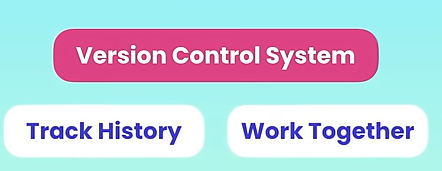 Version Control System
Track History
Work Together